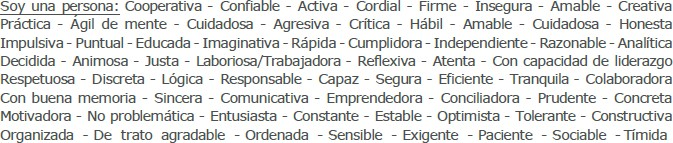 Soy una persona: Cooperativa - Confiable - Activa - Cordial - Firme - Insegura - Amable - Creativa
Práctica - Ágil de mente - Cuidadosa - Agresiva - Crítica - Hábil - Amable - Cuidadosa - Honesta
Impulsiva - Puntual - Educada - Imaginativa - Rápida - Cumplidora - Independiente - Razonable - Analítica
Decidida - Animosa - Justa - Laboriosa/Trabajadora - Reflexiva - Atenta - Con capacidad de liderazgo
Respetuosa - Discreta - Lógica - Responsable - Capaz - Segura - Eficiente - Tranquila - Colaboradora
Con buena memoria - Sincera - Comunicativa - Emprendedora - Conciliadora - Prudente - Concreta
Motivadora - No problemática - Entusiasta - Constante - Estable - Optimista - Tolerante - Constructiva
Organizada - De trato agradable - Ordenada - Sensible - Exigente - Paciente - Sociable - Tímida